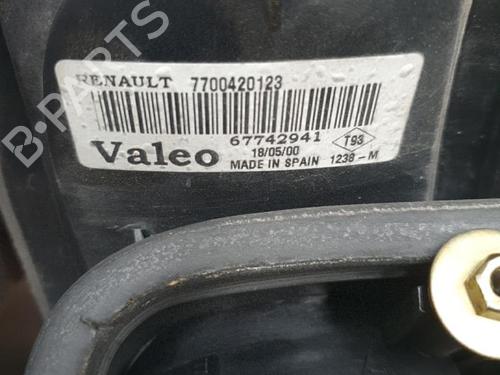 RENAULT 7700420123
67742941
Valeo 18/05/00 T93
MADE IN SPAIN 1238-M
B-PARTS